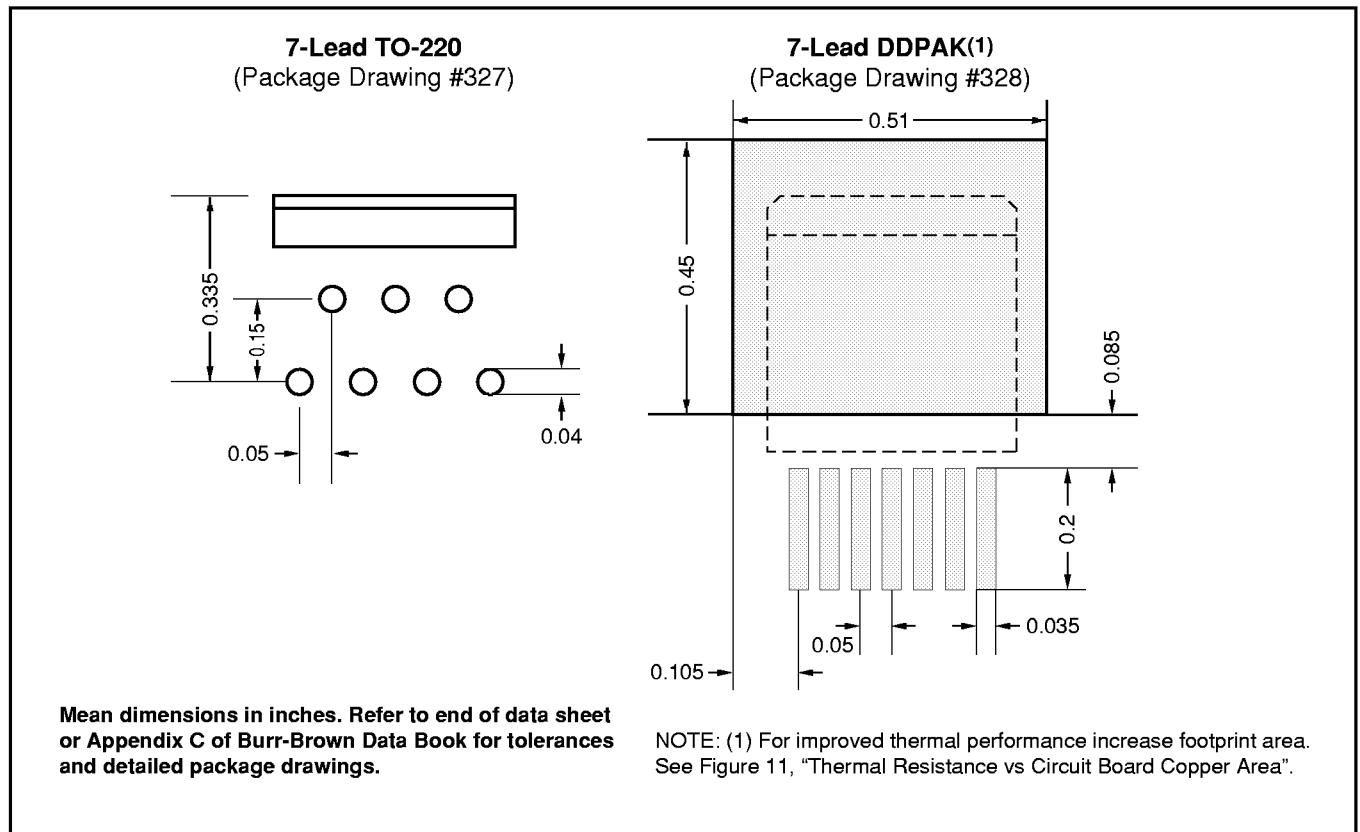 7-Lead TO-220
(Package Drawing #327)
7-Lead DDPAK(1)
(Package Drawing #328)
0.51
0.335
0.15
0.05
0.04
0.45
0.085
0.2
0.05
0.035
0.105
Mean dimensions in inches. Refer to end of data sheet
or Appendix C of Burr-Brown Data Book for tolerances
and detailed package drawings.
NOTE: (1) For improved thermal performance increase footprint area.
See Figure 11, “Thermal Resistance vs Circuit Board Copper Area”.